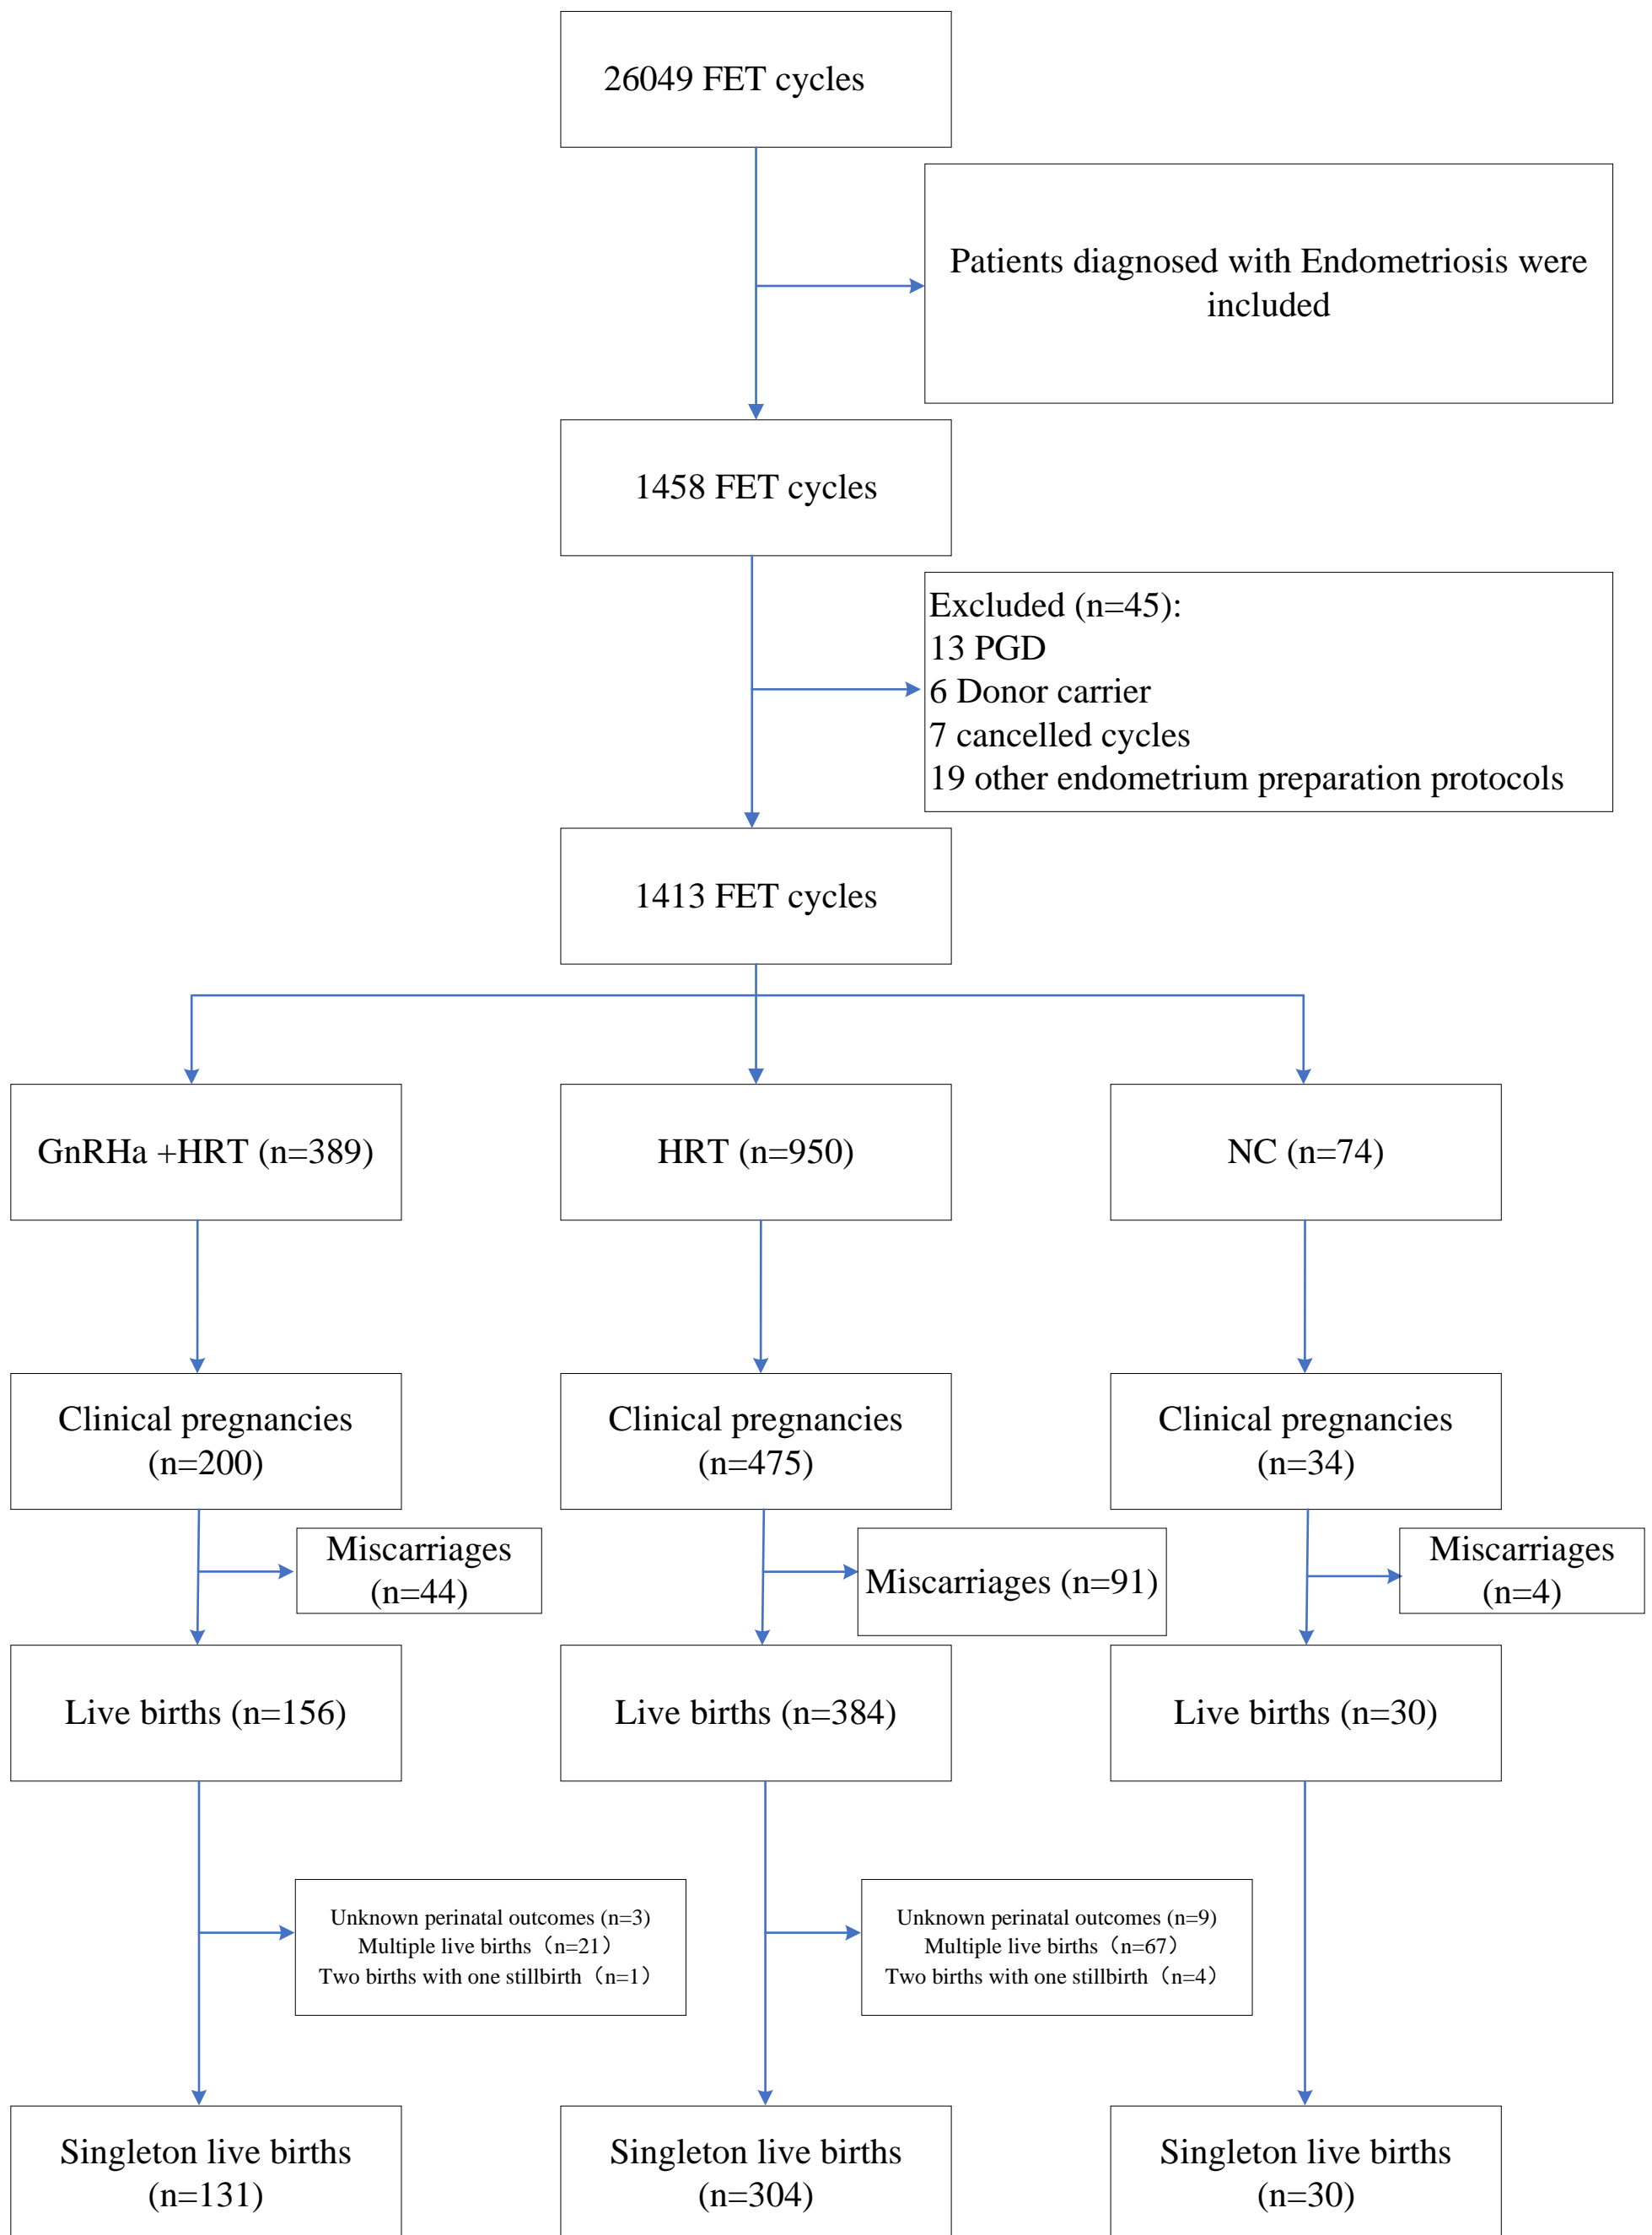 26049 FET cycles
Patients diagnosed with Endometriosis were
included
1458 FET cycles
Excluded (n=45):
13 PGD
6 Donor carrier
7 cancelled cycles
19 other endometrium preparation protocols
1413 FET cycles
GnRHa +HRT (n=389)
HRT (n=950)
NC (n=74)
Clinical pregnancies
(n=200)
Clinical pregnancies
(n=475)
Clinical pregnancies
(n=34)
Miscarriages
(n=44)
Miscarriages (n=91)
Miscarriages
(n=4)
Live births (n=156)
Live births (n=384)
Live births (n=30)
Unknown perinatal outcomes (n=3)
Multiple live births（n=21）
Two births with one stillbirth（n=1）
Unknown perinatal outcomes (n=9)
Multiple live births（n=67）
Two births with one stillbirth（n=4）
Singleton live births
(n=131)
Singleton live births
(n=304)
Singleton live births
(n=30)